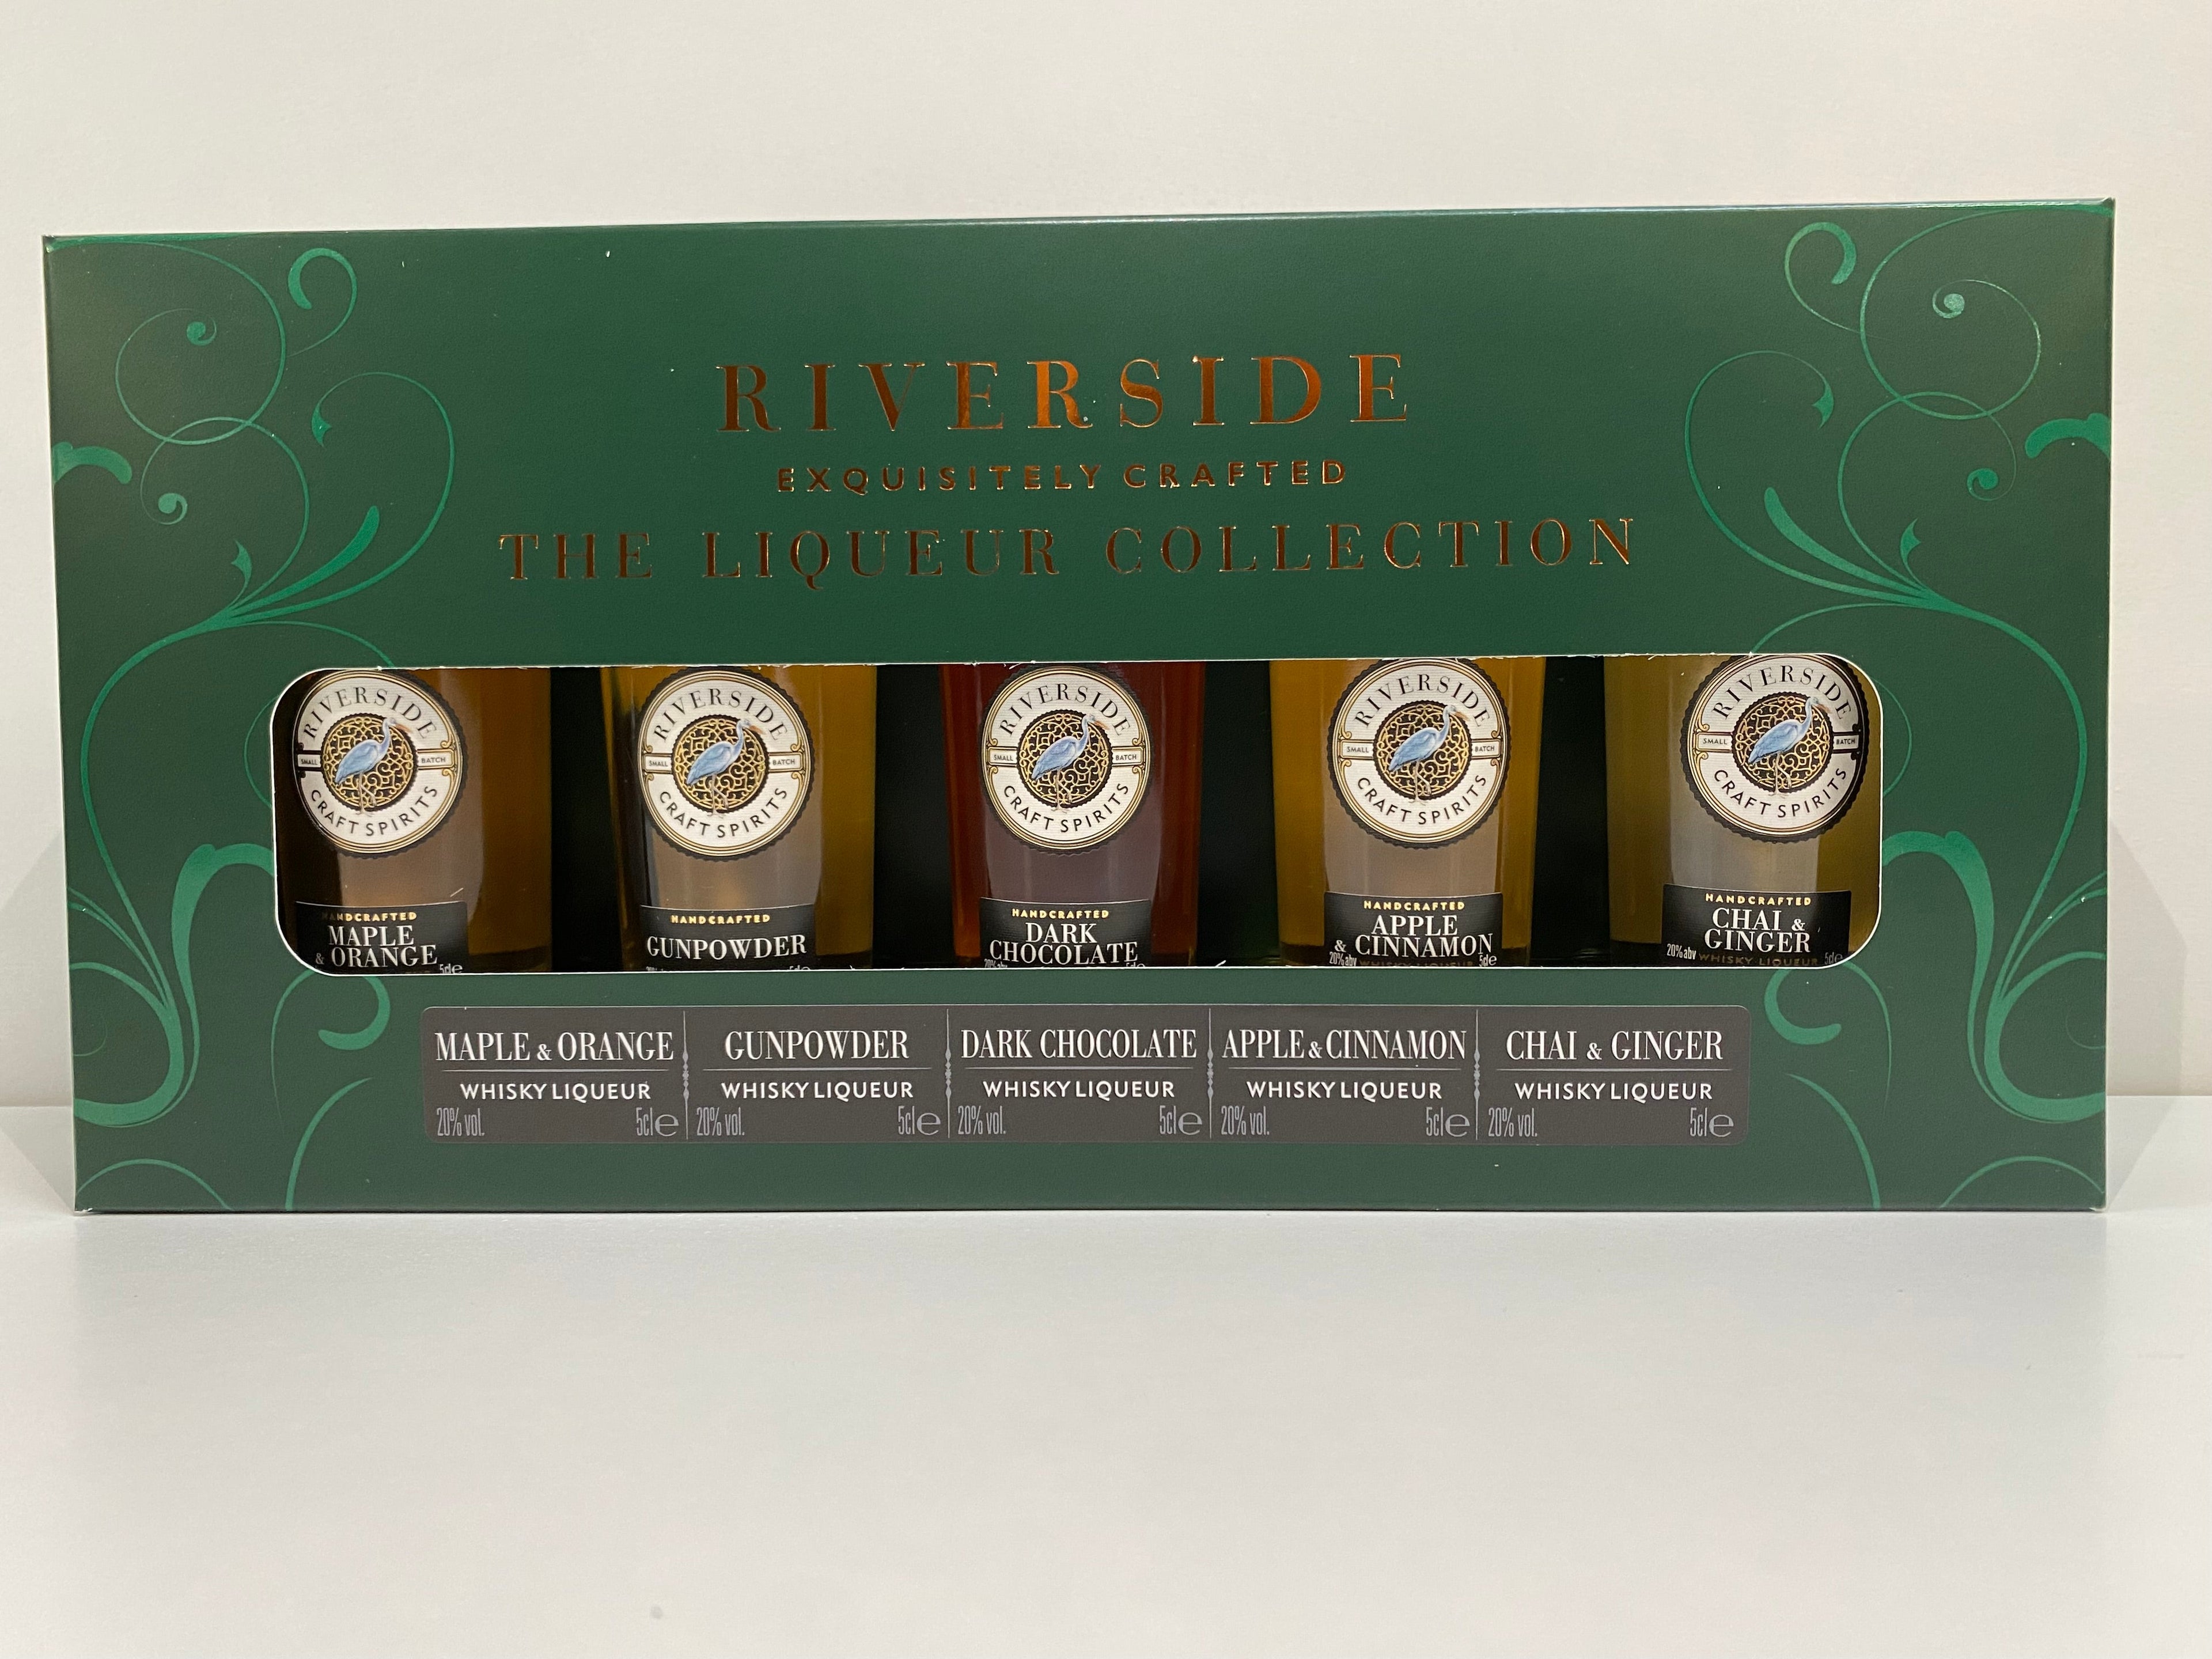 RIVERSIDE
EXQUISITELY CRAFTED
THE LIQUEUR COLLECTION
RIVERSIDE
SMALL BATCH
CRAFT SPIRITS
HANDCRAFTED
MAPLE
& ORANGE
5cl e
RIVERSIDE
SMALL BATCH
CRAFT SPIRITS
HANDCRAFTED
GUNPOWDER
RIVERSIDE
SMALL BATCH
CRAFT SPIRITS
HANDCRAFTED
DARK
CHOCOLATE
RIVERSIDE
SMALL BATCH
CRAFT SPIRITS
HANDCRAFTED
APPLE
& CINNAMON
20% abv WHISKY LIQUEUR 5cl e
RIVERSIDE
SMALL BATCH
CRAFT SPIRITS
HANDCRAFTED
CHAI &
GINGER
20% abv WHISKY LIQUEUR 5cl e
MAPLE & ORANGE
WHISKY LIQUEUR
20% vol. 5cl e
GUNPOWDER
WHISKY LIQUEUR
20% vol. 5cl e
DARK CHOCOLATE
WHISKY LIQUEUR
20% vol. 5cl e
APPLE & CINNAMON
WHISKY LIQUEUR
20% vol. 5cl e
CHAI & GINGER
WHISKY LIQUEUR
20% vol. 5cl e